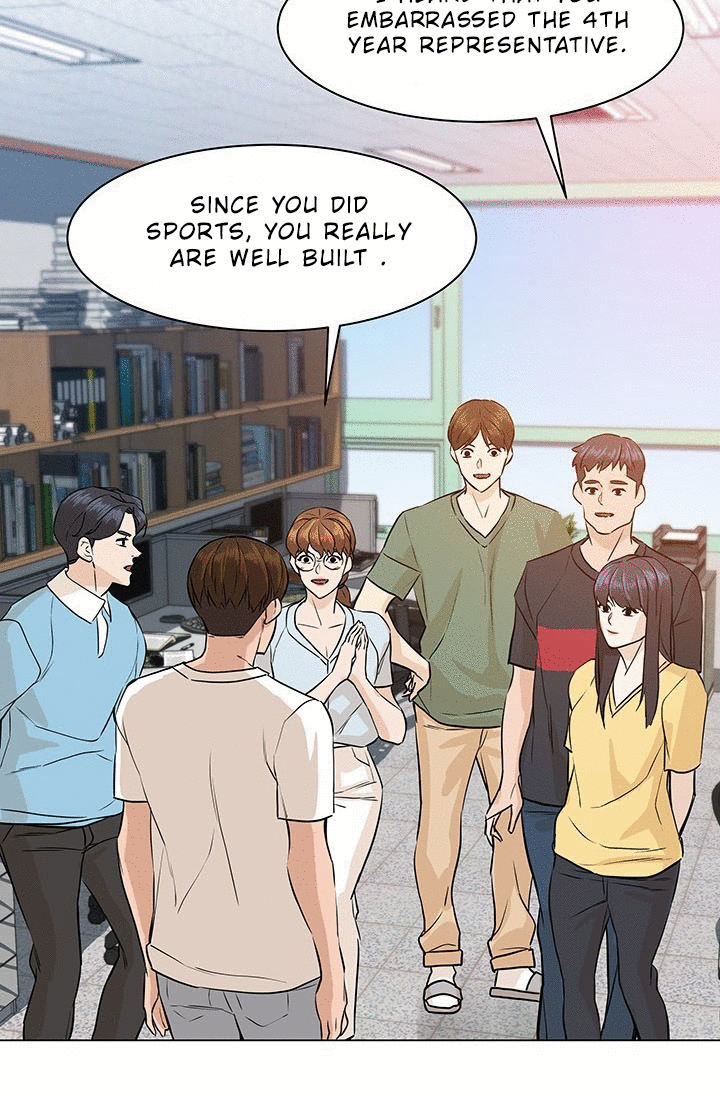 EMBARRASSED THE 4TH
YEAR REPRESENTATIVE.
SINCE YOU DID
SPORTS, YOU REALLY
ARE WELL BUILT .